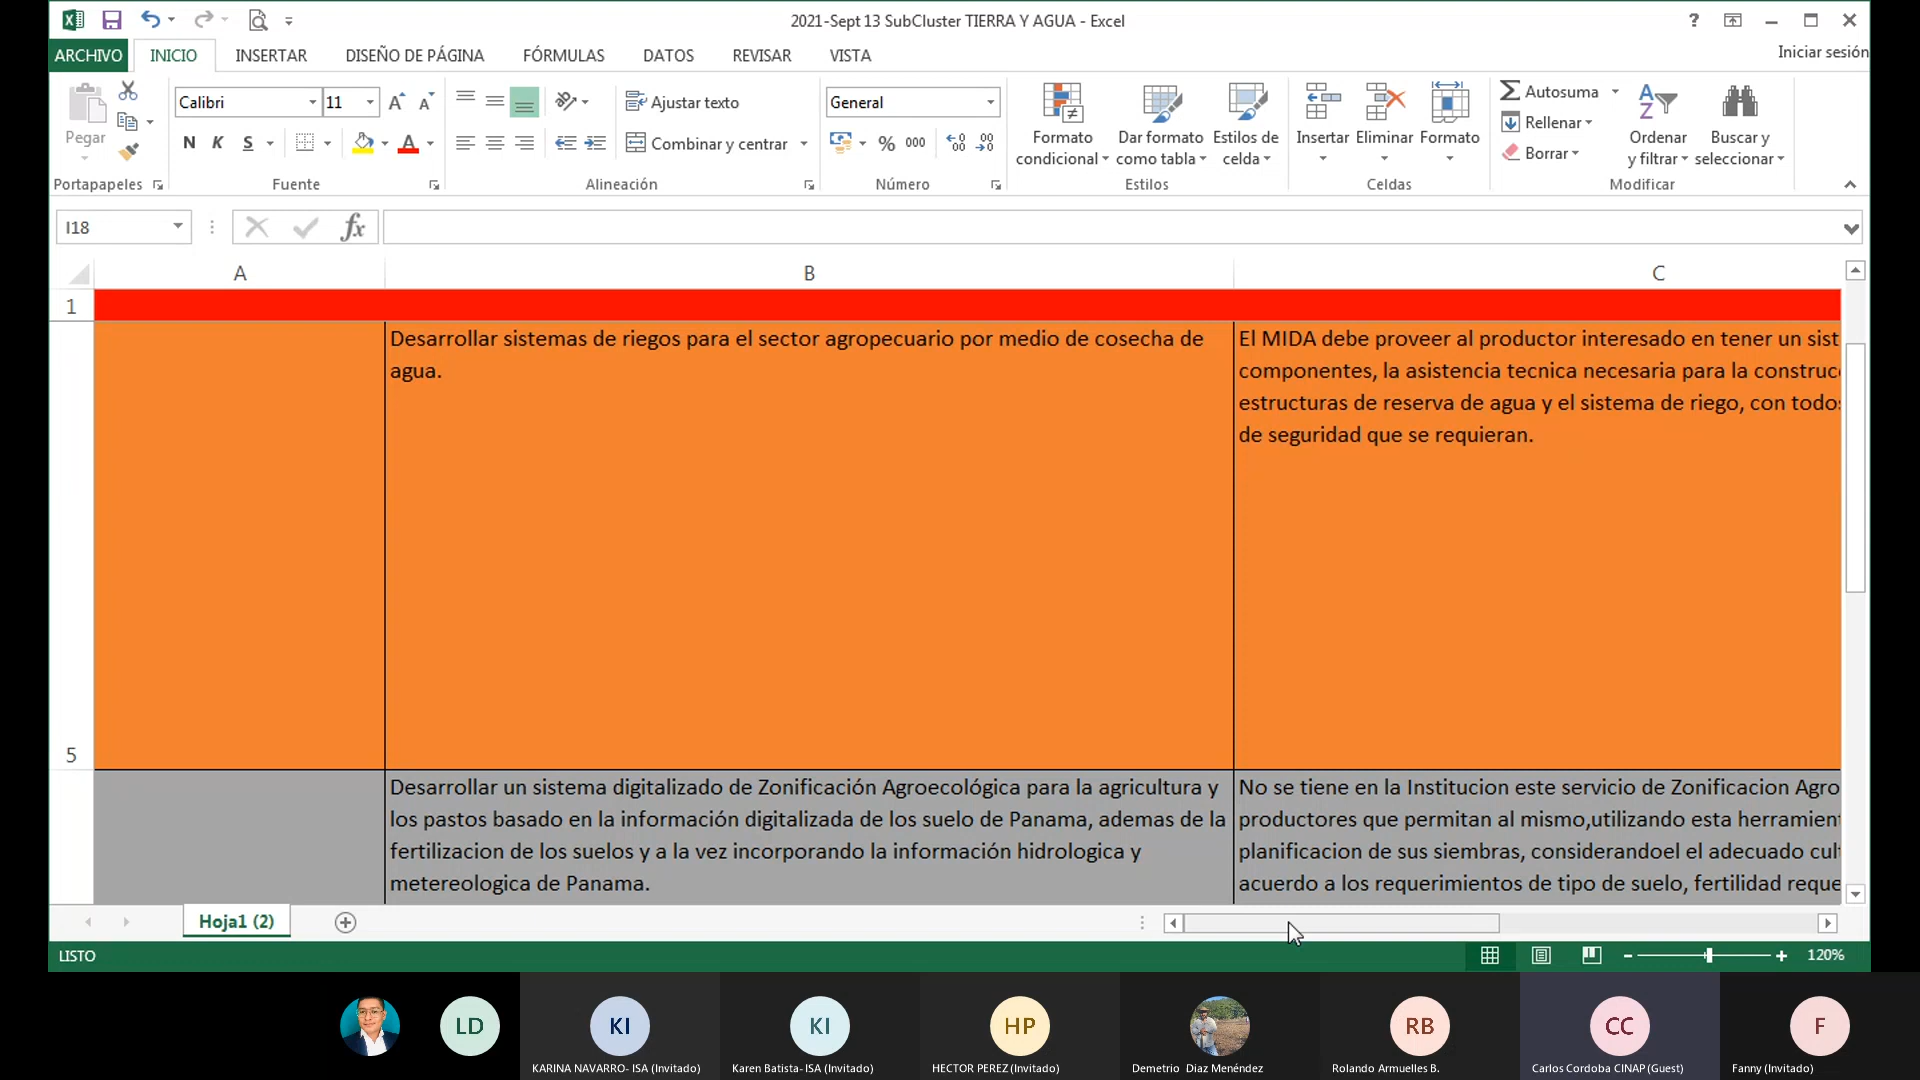 2021-Sept 13 SubCluster TIERRA Y AGUA - Excel
?
ARCHIVO INICIO INSERTAR DISEÑO DE PÁGINA FÓRMULAS DATOS REVISAR VISTA Iniciar sesión
Pegar
Portapapeles
Calibri 11
N K S
Fuente
Ajustar texto
Combinar y centrar
Alineación
General
% 000
Número
Formato condicional
Dar formato como tabla
Estilos de celda
Estilos
Insertar Eliminar Formato
Celdas
Autosuma
Rellenar
Borrar
Ordenar y filtrar
Buscar y seleccionar
Modificar
I18 fx
A B C
1
Desarrollar sistemas de riegos para el sector agropecuario por medio de cosecha de
agua.
El MIDA debe proveer al productor interesado en tener un sist
componentes, la asistencia tecnica necesaria para la construc
estructuras de reserva de agua y el sistema de riego, con todo
de seguridad que se requieran.
5
Desarrollar un sistema digitalizado de Zonificación Agroecológica para la agricultura y
los pastos basado en la información digitalizada de los suelo de Panama, ademas de la
fertilizacion de los suelos y a la vez incorporando la información hidrologica y
metereologica de Panama.
No se tiene en la Institucion este servicio de Zonificacion Agro
productores que permitan al mismo,utilizando esta herramien
planificacion de sus siembras, considerandoel el adecuado cul
acuerdo a los requerimientos de tipo de suelo, fertilidad reque
Hoja1 (2)
LISTO
120%
LD
KI
KARINA NAVARRO- ISA (Invitado)
KI
Karen Batista- ISA (Invitado)
HP
HECTOR PEREZ (Invitado)
Demetrio Diaz Menéndez
RB
Rolando Armuelles B.
CC
Carlos Cordoba CINAP (Guest)
F
Fanny (Invitado)